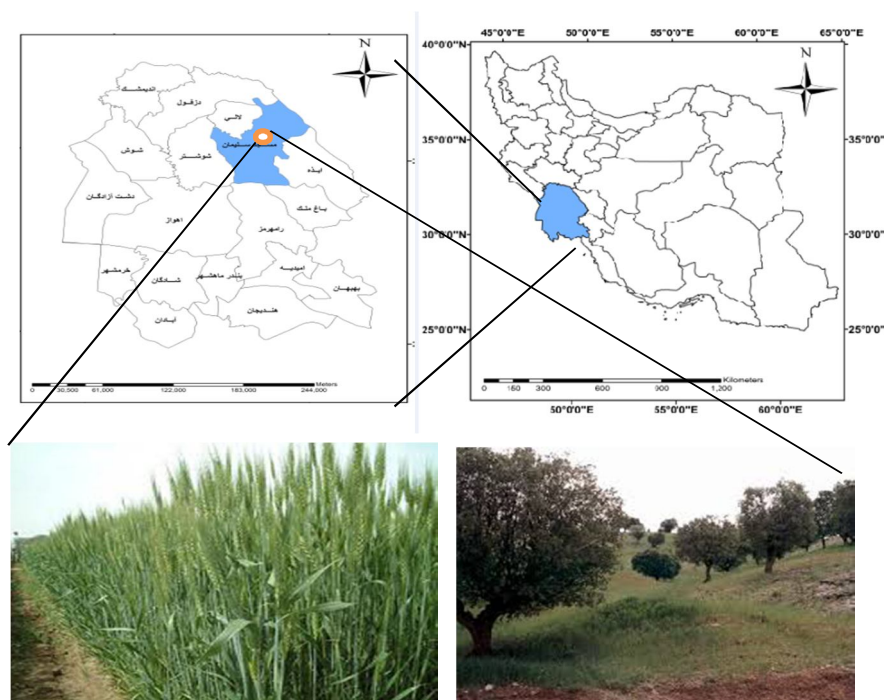 N
اندیمشک
دزفول
لالی
شوش
شوشتر
ایذه
دشت آزادگان
باغ ملک
اهواز
رامهرمز
خرمشهر
شادگان
بندر ماهشهر
امیدیه
بهبهان
هندیجان
آبادان
0 30,500 61,000 122,000 183,000 244,000 Meters
45°0'0"E 50°0'0"E 55°0'0"E 60°0'0"E 65°0'0"E
40°0'0"N
N
35°0'0"N 35°0'0"N
30°0'0"N 30°0'0"N
25°0'0"N 25°0'0"N
0 150 300 600 900 1,200 Kilometers
50°0'0"E 55°0'0"E 60°0'0"E